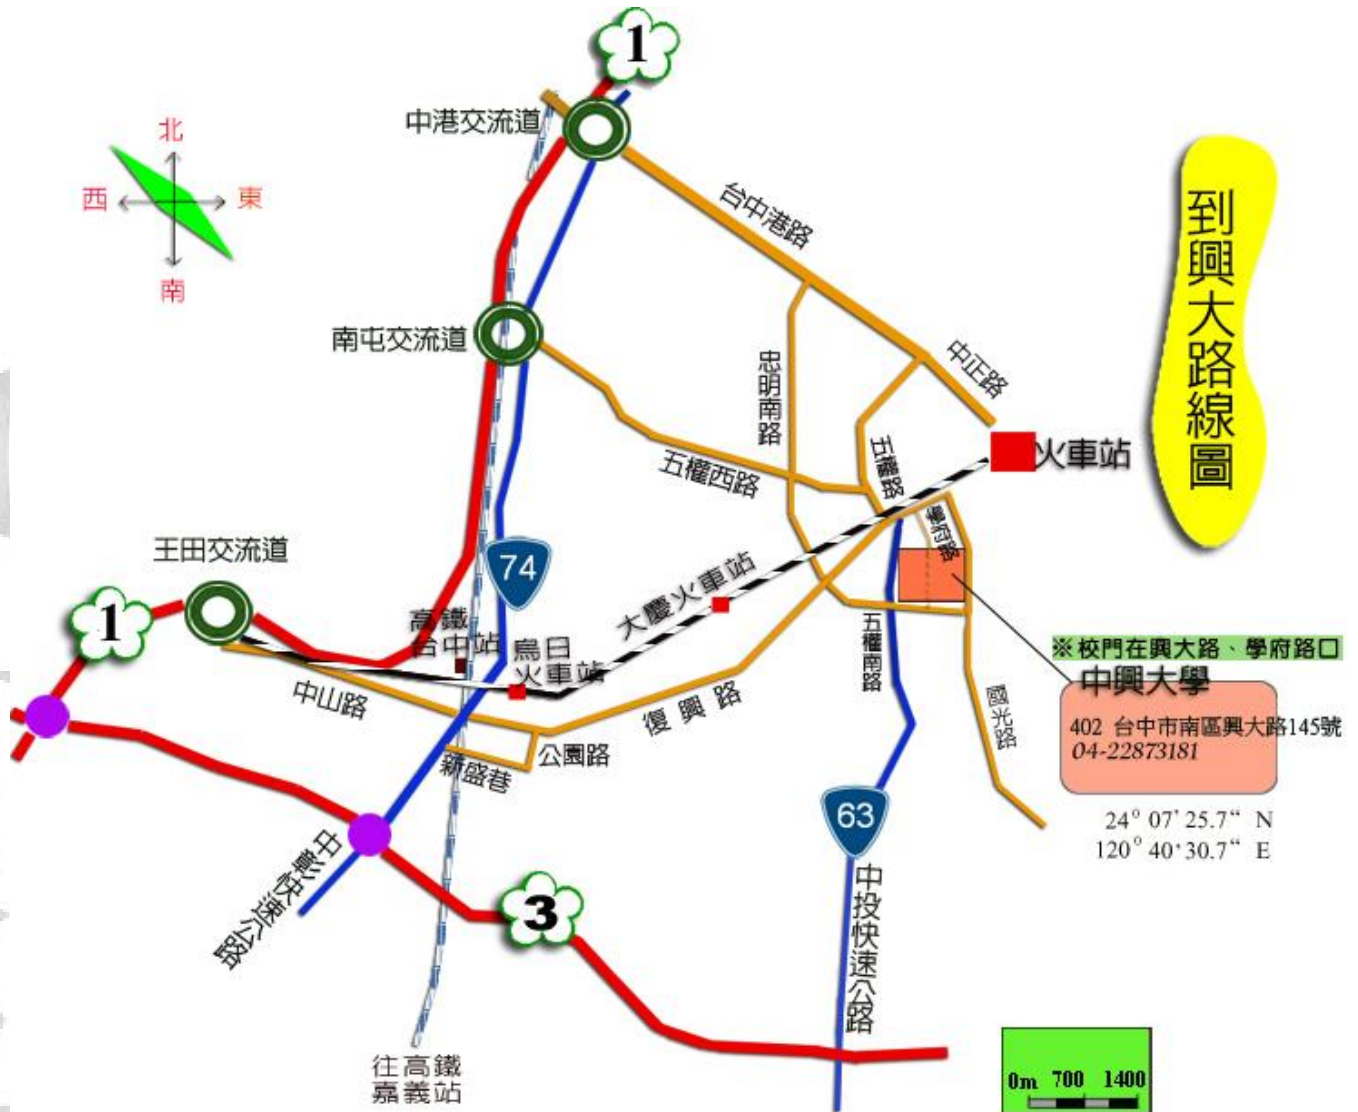 1
中港交流道
北
西
東
南
台中港路
到興大路線圖
南屯交流道
忠明南路
中正路
火車站
五權西路
五權路
學府路
王田交流道
74
大慶火車站
1
高鐵
台中站
烏日
火車站
五權南路
※校門在興大路、學府路口
中興大學
402 台中市南區興大路145號
04-22873181
中山路
復興路
國光路
公園路
新盛巷
24° 07' 25.7“ N
120° 40' 30.7“ E
63
中彰快速公路
3
中投快速公路
往高鐵
嘉義站
0m 700 1400